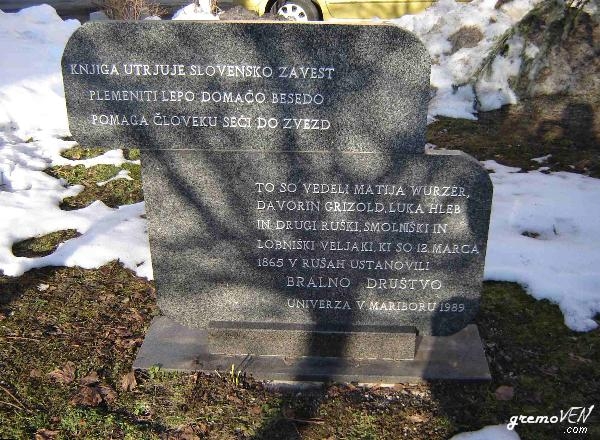 KNJIGA UTRJUJE SLOVENSKO ZAVEST
PLEMENITI LEPO DOMAČO BESEDO
POMAGA ČLOVEKU SEČI DO ZVEZD
TO SO VEDELI MATIJA WURZER,
DAVORIN GRIZOLD, LUKA HLEB
IN DRUGI RUŠKI, SMOLNIŠKI IN
LOBNIŠKI VELJAKI, KI SO 12. MARCA
1865 V RUŠAH USTANOVILI
BRALNO DRUŠTVO
UNIVERZA V MARIBORU 1989
gremoVEN